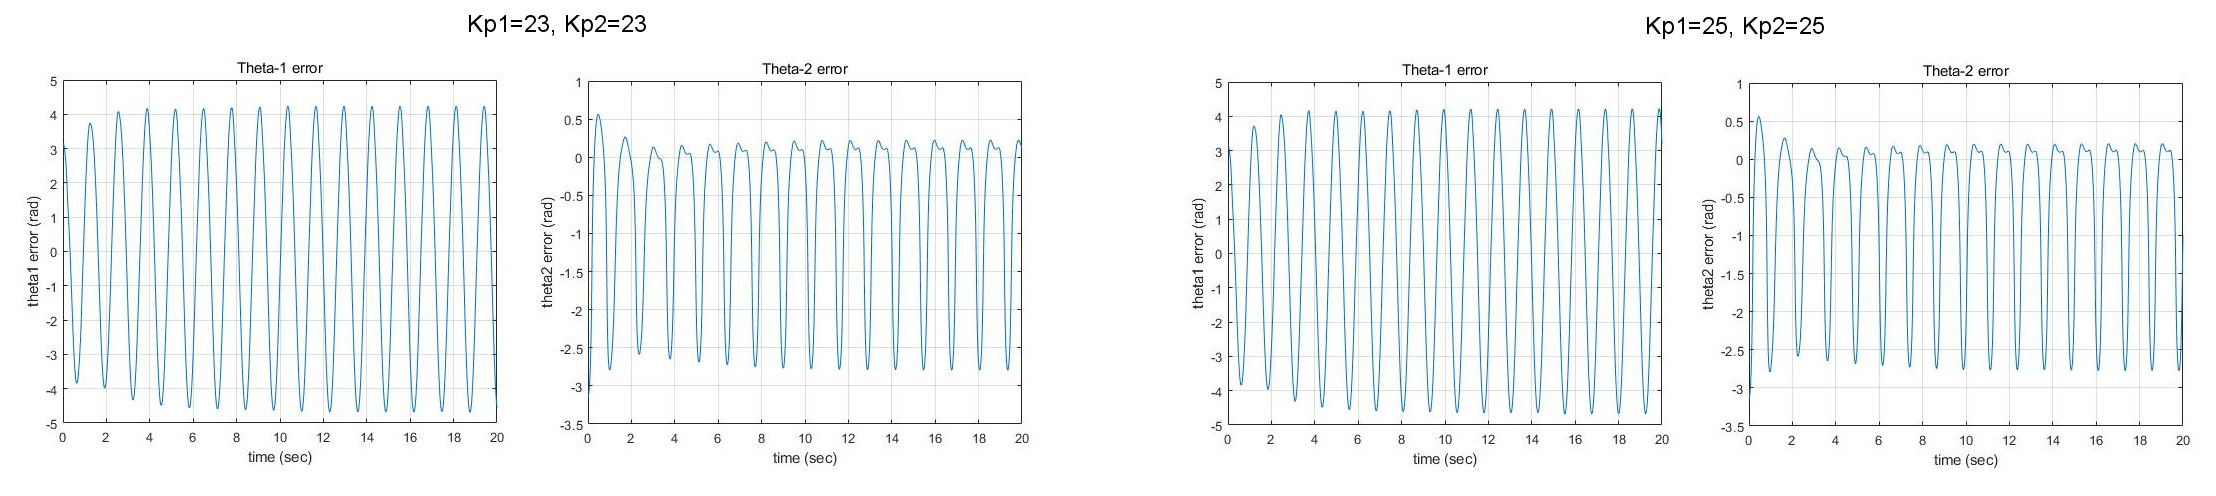 Kp1=23, Kp2=23
Kp1=25, Kp2=25
Theta-1 error
5
4
3
2
1
0
-1
-2
-3
-4
-5
theta1 error (rad)
0 2 4 6 8 10 12 14 16 18 20
time (sec)
Theta-2 error
1
0.5
0
-0.5
-1
-1.5
-2
-2.5
-3
-3.5
theta2 error (rad)
0 2 4 6 8 10 12 14 16 18 20
time (sec)
Theta-1 error
5
4
3
2
1
0
-1
-2
-3
-4
-5
theta1 error (rad)
0 2 4 6 8 10 12 14 16 18 20
time (sec)
Theta-2 error
1
0.5
0
-0.5
-1
-1.5
-2
-2.5
-3
-3.5
theta2 error (rad)
0 2 4 6 8 10 12 14 16 18 20
time (sec)